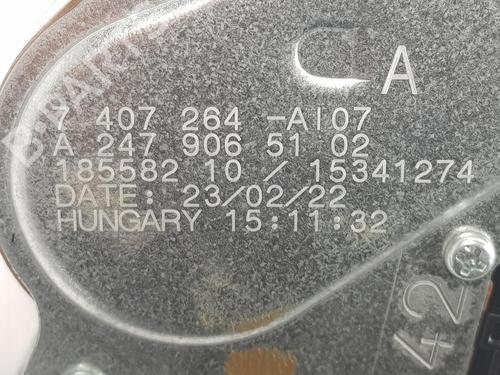 A
7 407 264 -AI07
A 247 906 51 02
185582 10 / 15341274
DATE: 23/02/22
HUNGARY 15:11:32
42
B-PARTS